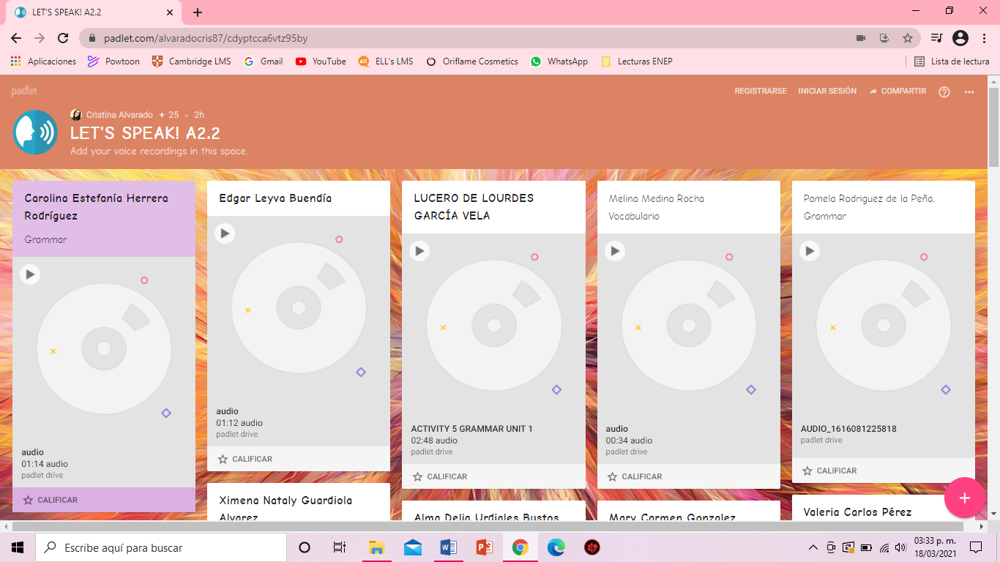 LET'S SPEAK! A2.2
padlet.com/alvaradocris87/cdyptcca6vtz95by
Aplicaciones
Powtoon
Cambridge LMS
Gmail
YouTube
ELL's LMS
Oriflame Cosmetics
WhatsApp
Lecturas ENEP
Lista de lectura
padlet
REGISTRARSE
INICIAR SESIÓN
COMPARTIR
Cristina Alvarado + 25 • 2h
LET'S SPEAK! A2.2
Add your voice recordings in this space.
Carolina Estefanía Herrera
Rodríguez
Grammar
audio
01:14 audio
padlet drive
CALIFICAR
Edgar Leyva Buendía
audio
01:12 audio
padlet drive
CALIFICAR
Ximena Nataly Guardiola
Alvarez
LUCERO DE LOURDES
GARCÍA VELA
ACTIVITY 5 GRAMMAR UNIT 1
02:48 audio
padlet drive
CALIFICAR
Alma Delia Urdiales Bustos
Melina Medina Rocha
Vocabulario
audio
00:34 audio
padlet drive
CALIFICAR
Mary Carmen Gonzalez
Pamela Rodriguez de la Peña.
Grammar
AUDIO_1616081225818
padlet drive
CALIFICAR
Valeria Carlos Pérez
Escribe aquí para buscar
03:33 p. m.
18/03/2021